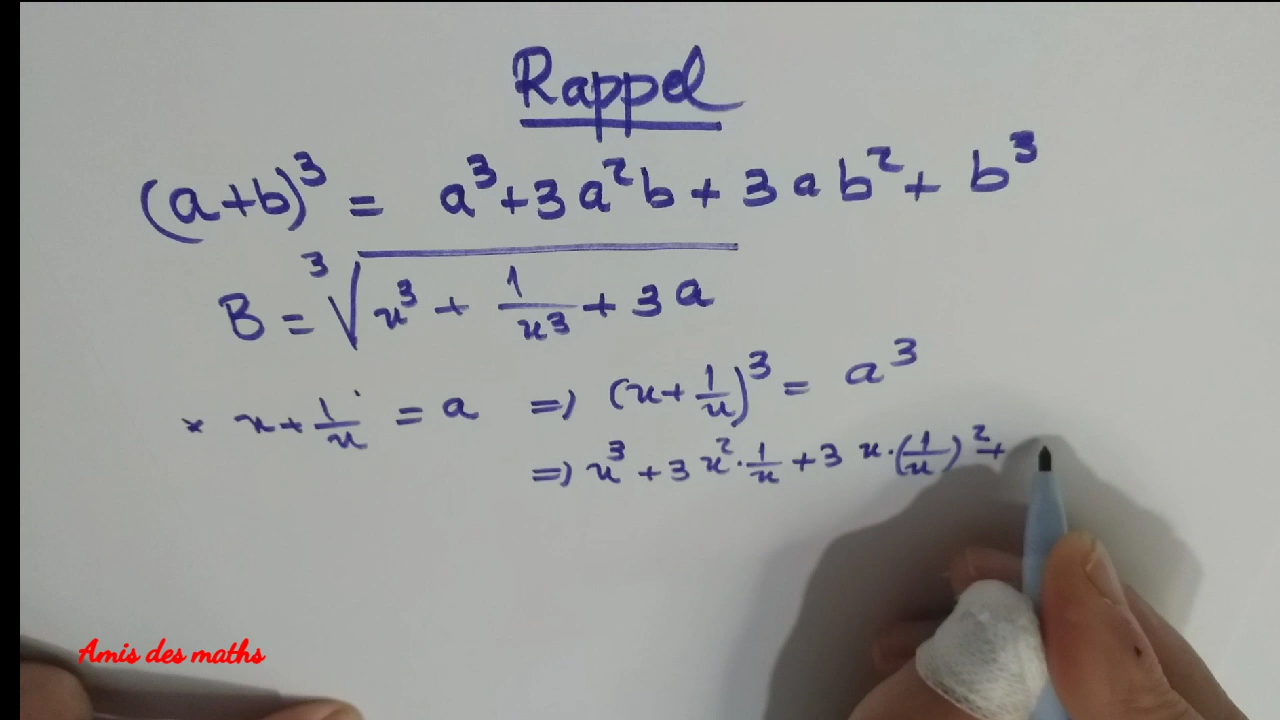 Rappel
(a+b)³ = a³+3a²b+3ab²+b³
B = ³√(x³ + 1/x³ + 3a)
* x+1/x = a ⇒ (x+1/x)³ = a³
⇒ x³+3x²·1/x+3x·(1/x)²+
Amis des maths